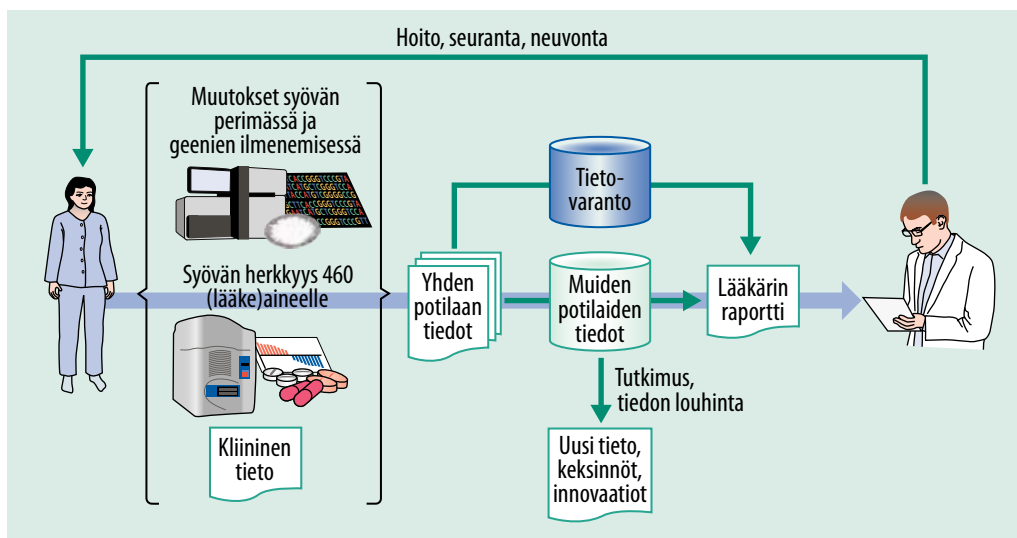 Hoito, seuranta, neuvonta
Muutokset syövän
perimässä ja
geenien ilmenemisessä
Syövän herkkyys 460
(lääke)aineelle
Kliininen
tieto
Yhden
potilaan
tiedot
Tieto-
varanto
Muiden
potilaiden
tiedot
Tutkimus,
tiedon louhinta
Uusi tieto,
keksinnöt,
innovaatiot
Lääkärin
raportti